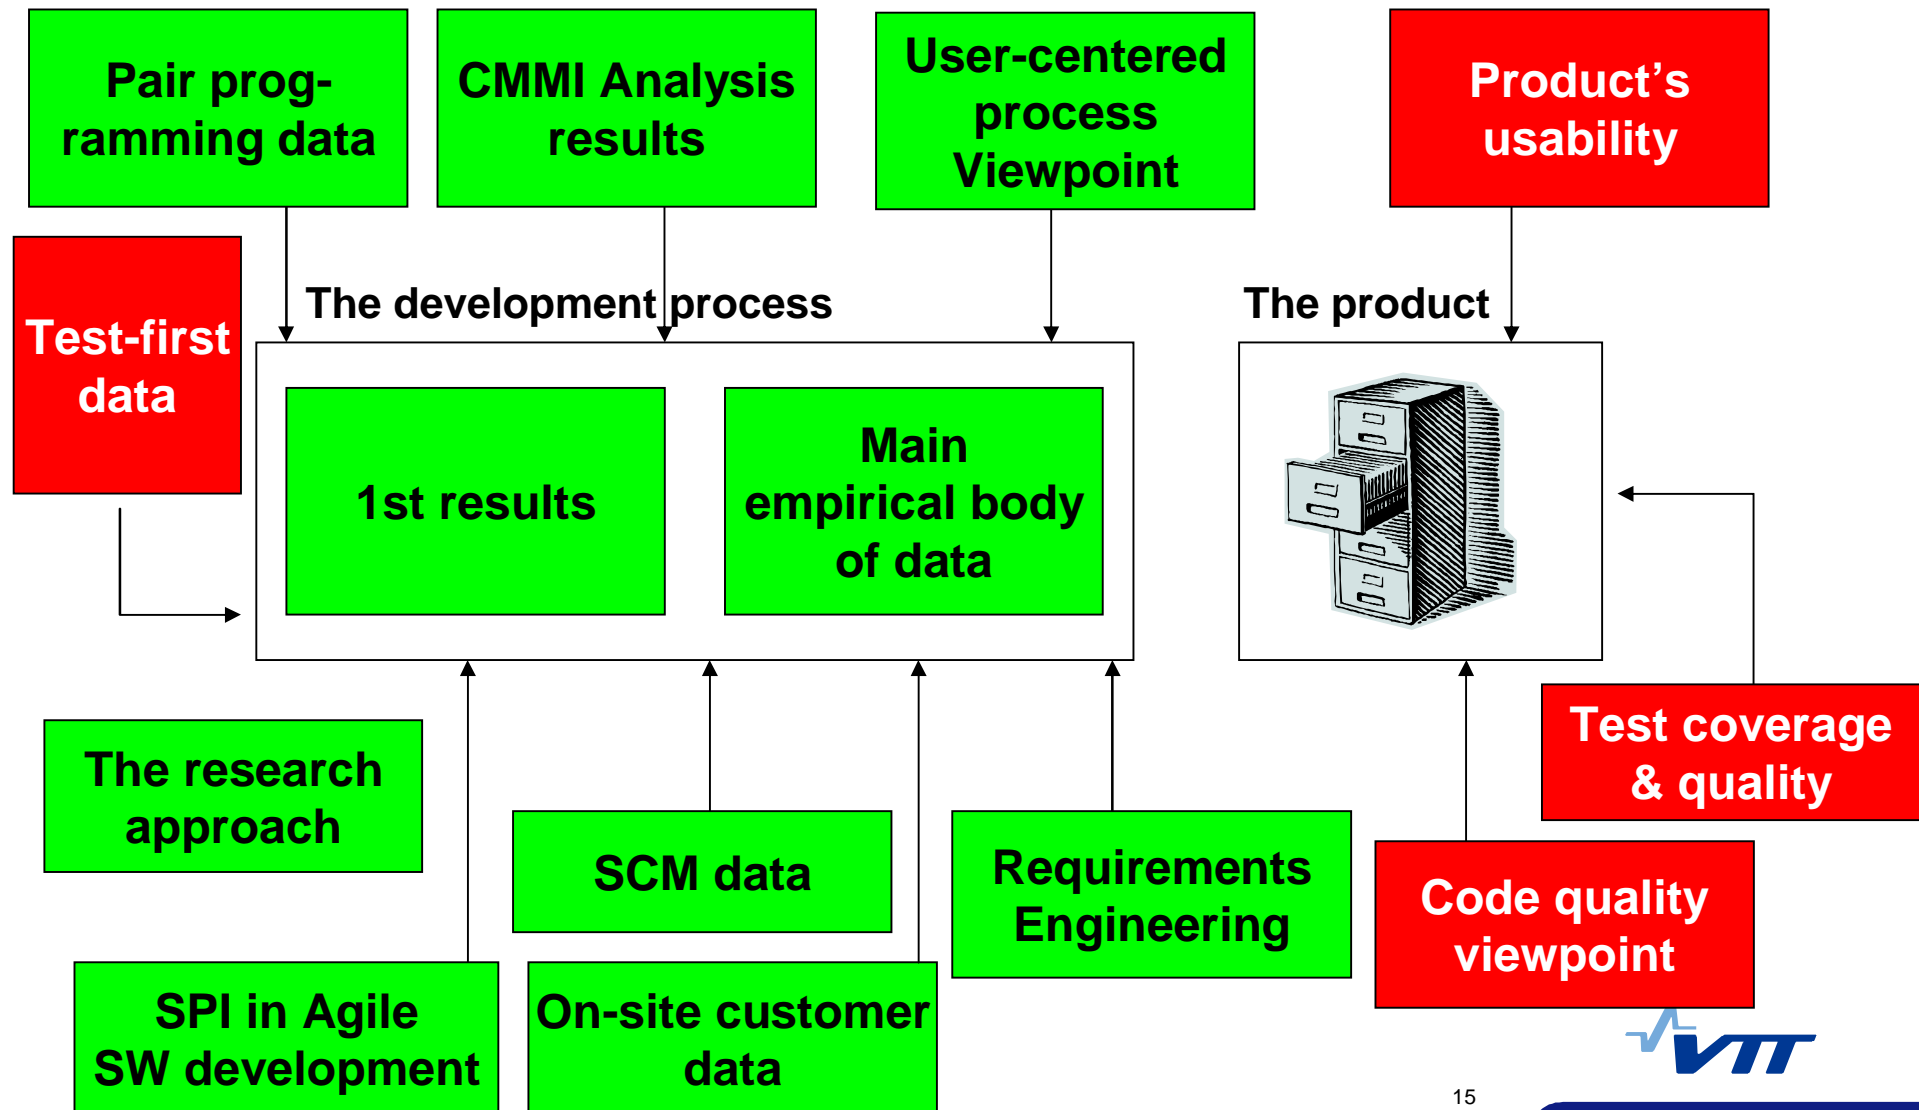 Pair prog-
ramming data
CMMI Analysis
results
User-centered
process
Viewpoint
Product’s
usability
Test-first
data
The development process
The product
1st results
Main
empirical body
of data
The research
approach
SCM data
Requirements
Engineering
Test coverage
& quality
Code quality
viewpoint
SPI in Agile
SW development
On-site customer
data
VTT
15